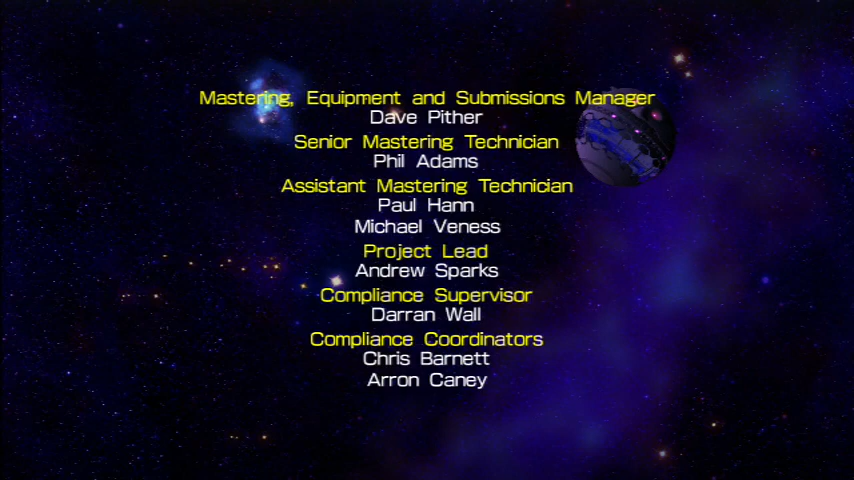 Mastering, Equipment and Submissions Manager
Dave Pither
Senior Mastering Technician
Phil Adams
Assistant Mastering Technician
Paul Hann
Michael Veness
Project Lead
Andrew Sparks
Compliance Supervisor
Darran Wall
Compliance Coordinators
Chris Barnett
Arron Caney